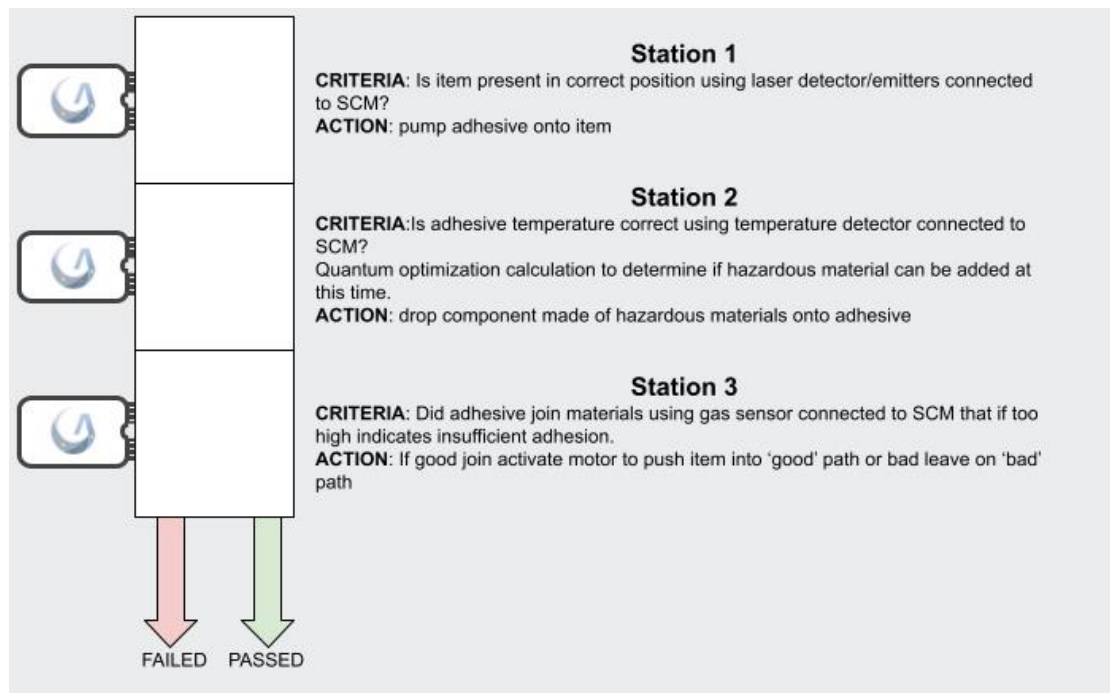 Station 1
CRITERIA: Is item present in correct position using laser detector/emitters connected
to SCM?
ACTION: pump adhesive onto item
Station 2
CRITERIA:Is adhesive temperature correct using temperature detector connected to
SCM?
Quantum optimization calculation to determine if hazardous material can be added at
this time.
ACTION: drop component made of hazardous materials onto adhesive
Station 3
CRITERIA: Did adhesive join materials using gas sensor connected to SCM that if too
high indicates insufficient adhesion.
ACTION: If good join activate motor to push item into ‘good’ path or bad leave on ‘bad’
path
FAILED PASSED